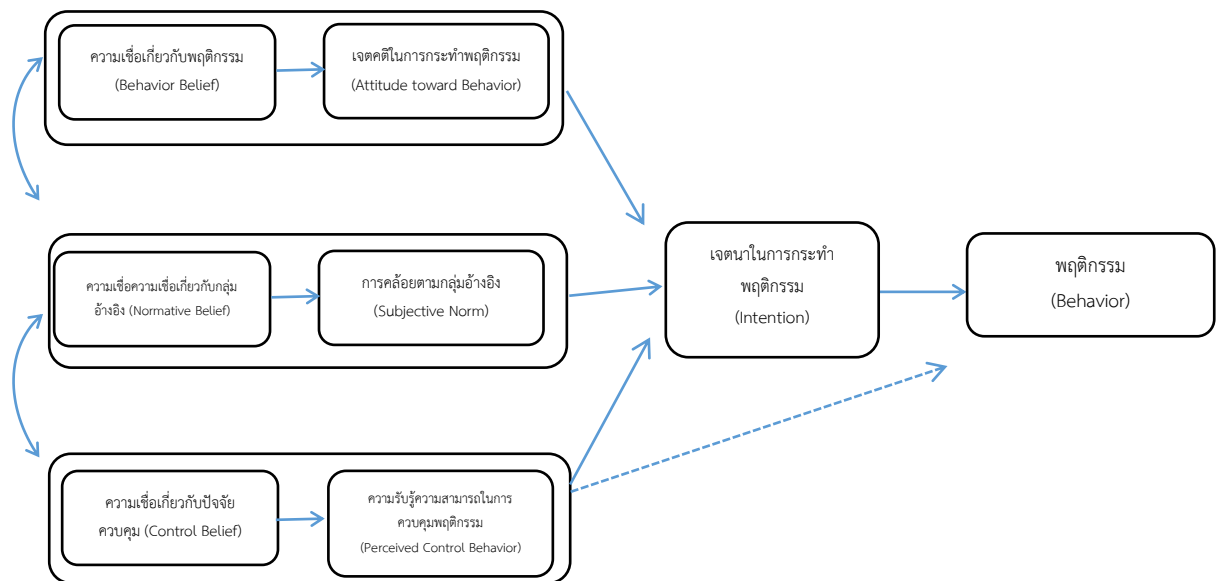 ความเชื่อเกี่ยวกับพฤติกรรม
(Behavior Belief)
เจตคติในการกระทำพฤติกรรม
(Attitude toward Behavior)
ความเชื่อความเชื่อเกี่ยวกับกลุ่ม
อ้างอิง (Normative Belief)
การคล้อยตามกลุ่มอ้างอิง
(Subjective Norm)
เจตนาในการกระทำ
พฤติกรรม
(Intention)
พฤติกรรม
(Behavior)
ความเชื่อเกี่ยวกับปัจจัย
ควบคุม (Control Belief)
ความรับรู้ความสามารถในการ
ควบคุมพฤติกรรม
(Perceived Control Behavior)